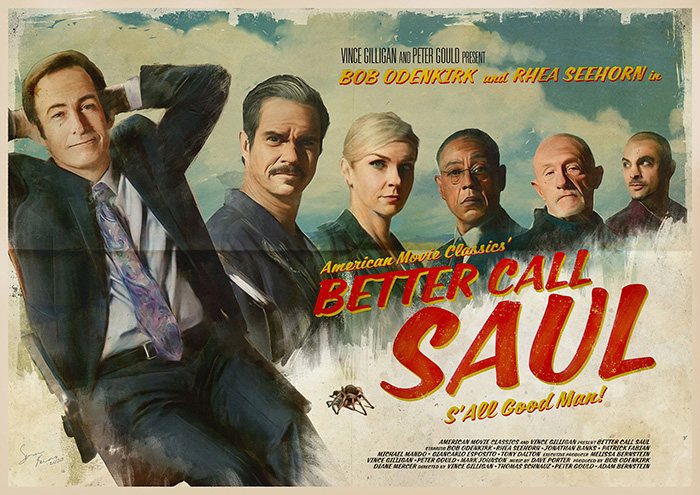 VINCE GILLIGAN AND PETER GOULD PRESENT
BOB ODENKIRK and RHEA SEEHORN in
American Movie Classics'
BETTER CALL
SAUL
S'All Good Man!
AMERICAN MOVIE CLASSICS AND VINCE GILLIGAN PRESENT BETTER CALL SAUL
STARRING BOB ODENKIRK • RHEA SEEHORN • JONATHAN BANKS • PATRICK FABIAN
MICHAEL MANDO • GIANCARLO ESPOSITO • TONY DALTON EXECUTIVE PRODUCER MELISSA BERNSTEIN
VINCE GILLIGAN • PETER GOULD • MARK JOHNSON MUSIC BY DAVE PORTER PRODUCED BY BOB ODENKIRK
DIANE MERCER DIRECTED BY VINCE GILLIGAN • THOMAS SCHNAUZ • PETER GOULD • ADAM BERNSTEIN